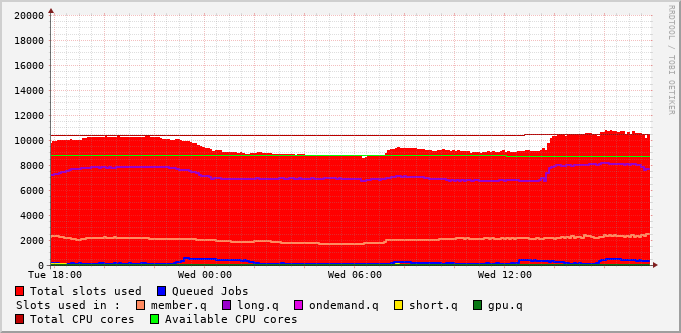 20000
18000
16000
14000
12000
10000
8000
6000
4000
2000
0
Tue 18:00 Wed 00:00 Wed 06:00 Wed 12:00
Total slots used Queued Jobs
Slots used in : member.q long.q ondemand.q short.q gpu.q
Total CPU cores Available CPU cores
RRDTOOL / TOBI OETIKER